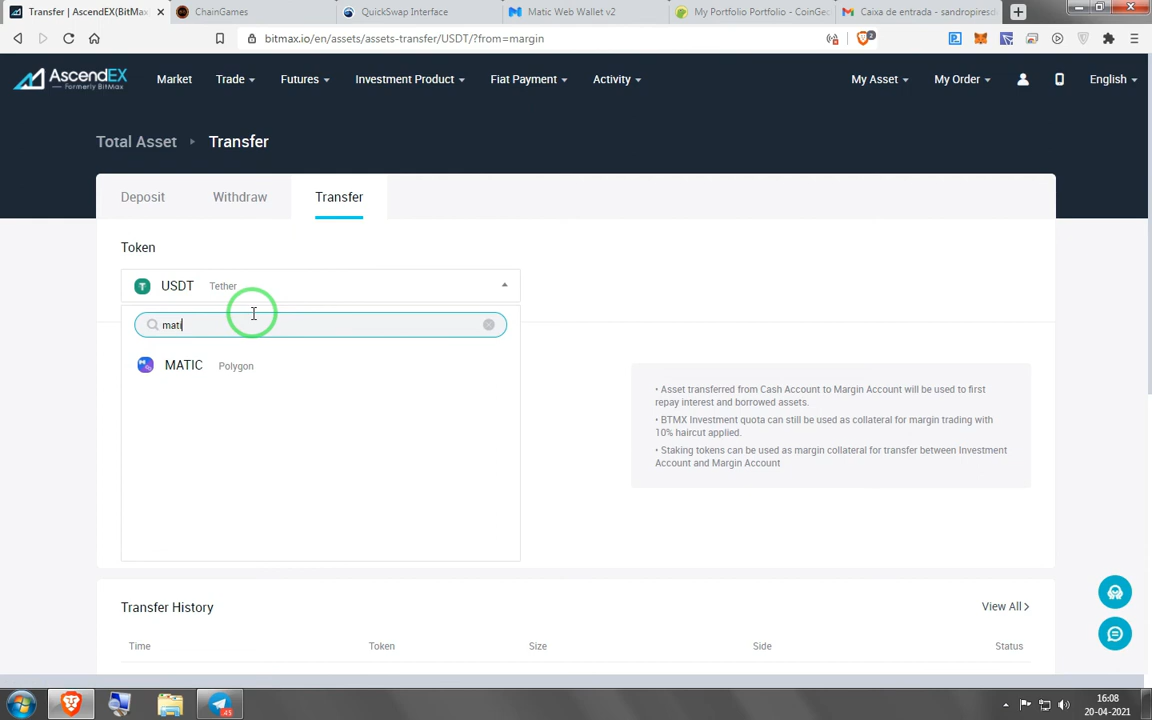 Transfer | AscendEX(BitMax
ChainGames
QuickSwap Interface
Matic Web Wallet v2
My Portfolio Portfolio - CoinGec
Caixa de entrada - sandropiresd
bitmax.io/en/assets/assets-transfer/USDT/?from=margin
2
AscendEX
Formerly BitMax
Market
Trade
Futures
Investment Product
Fiat Payment
Activity
My Asset
My Order
English
Total Asset
Transfer
Deposit
Withdraw
Transfer
Token
USDT Tether
mati
MATIC Polygon
• Asset transferred from Cash Account to Margin Account will be used to first
repay interest and borrowed assets.
• BTMX Investment quota can still be used as collateral for margin trading with
10% haircut applied.
• Staking tokens can be used as margin collateral for transfer between Investment
Account and Margin Account
Transfer History
View All
Time
Token
Size
Side
Status
45
16:08
20-04-2021